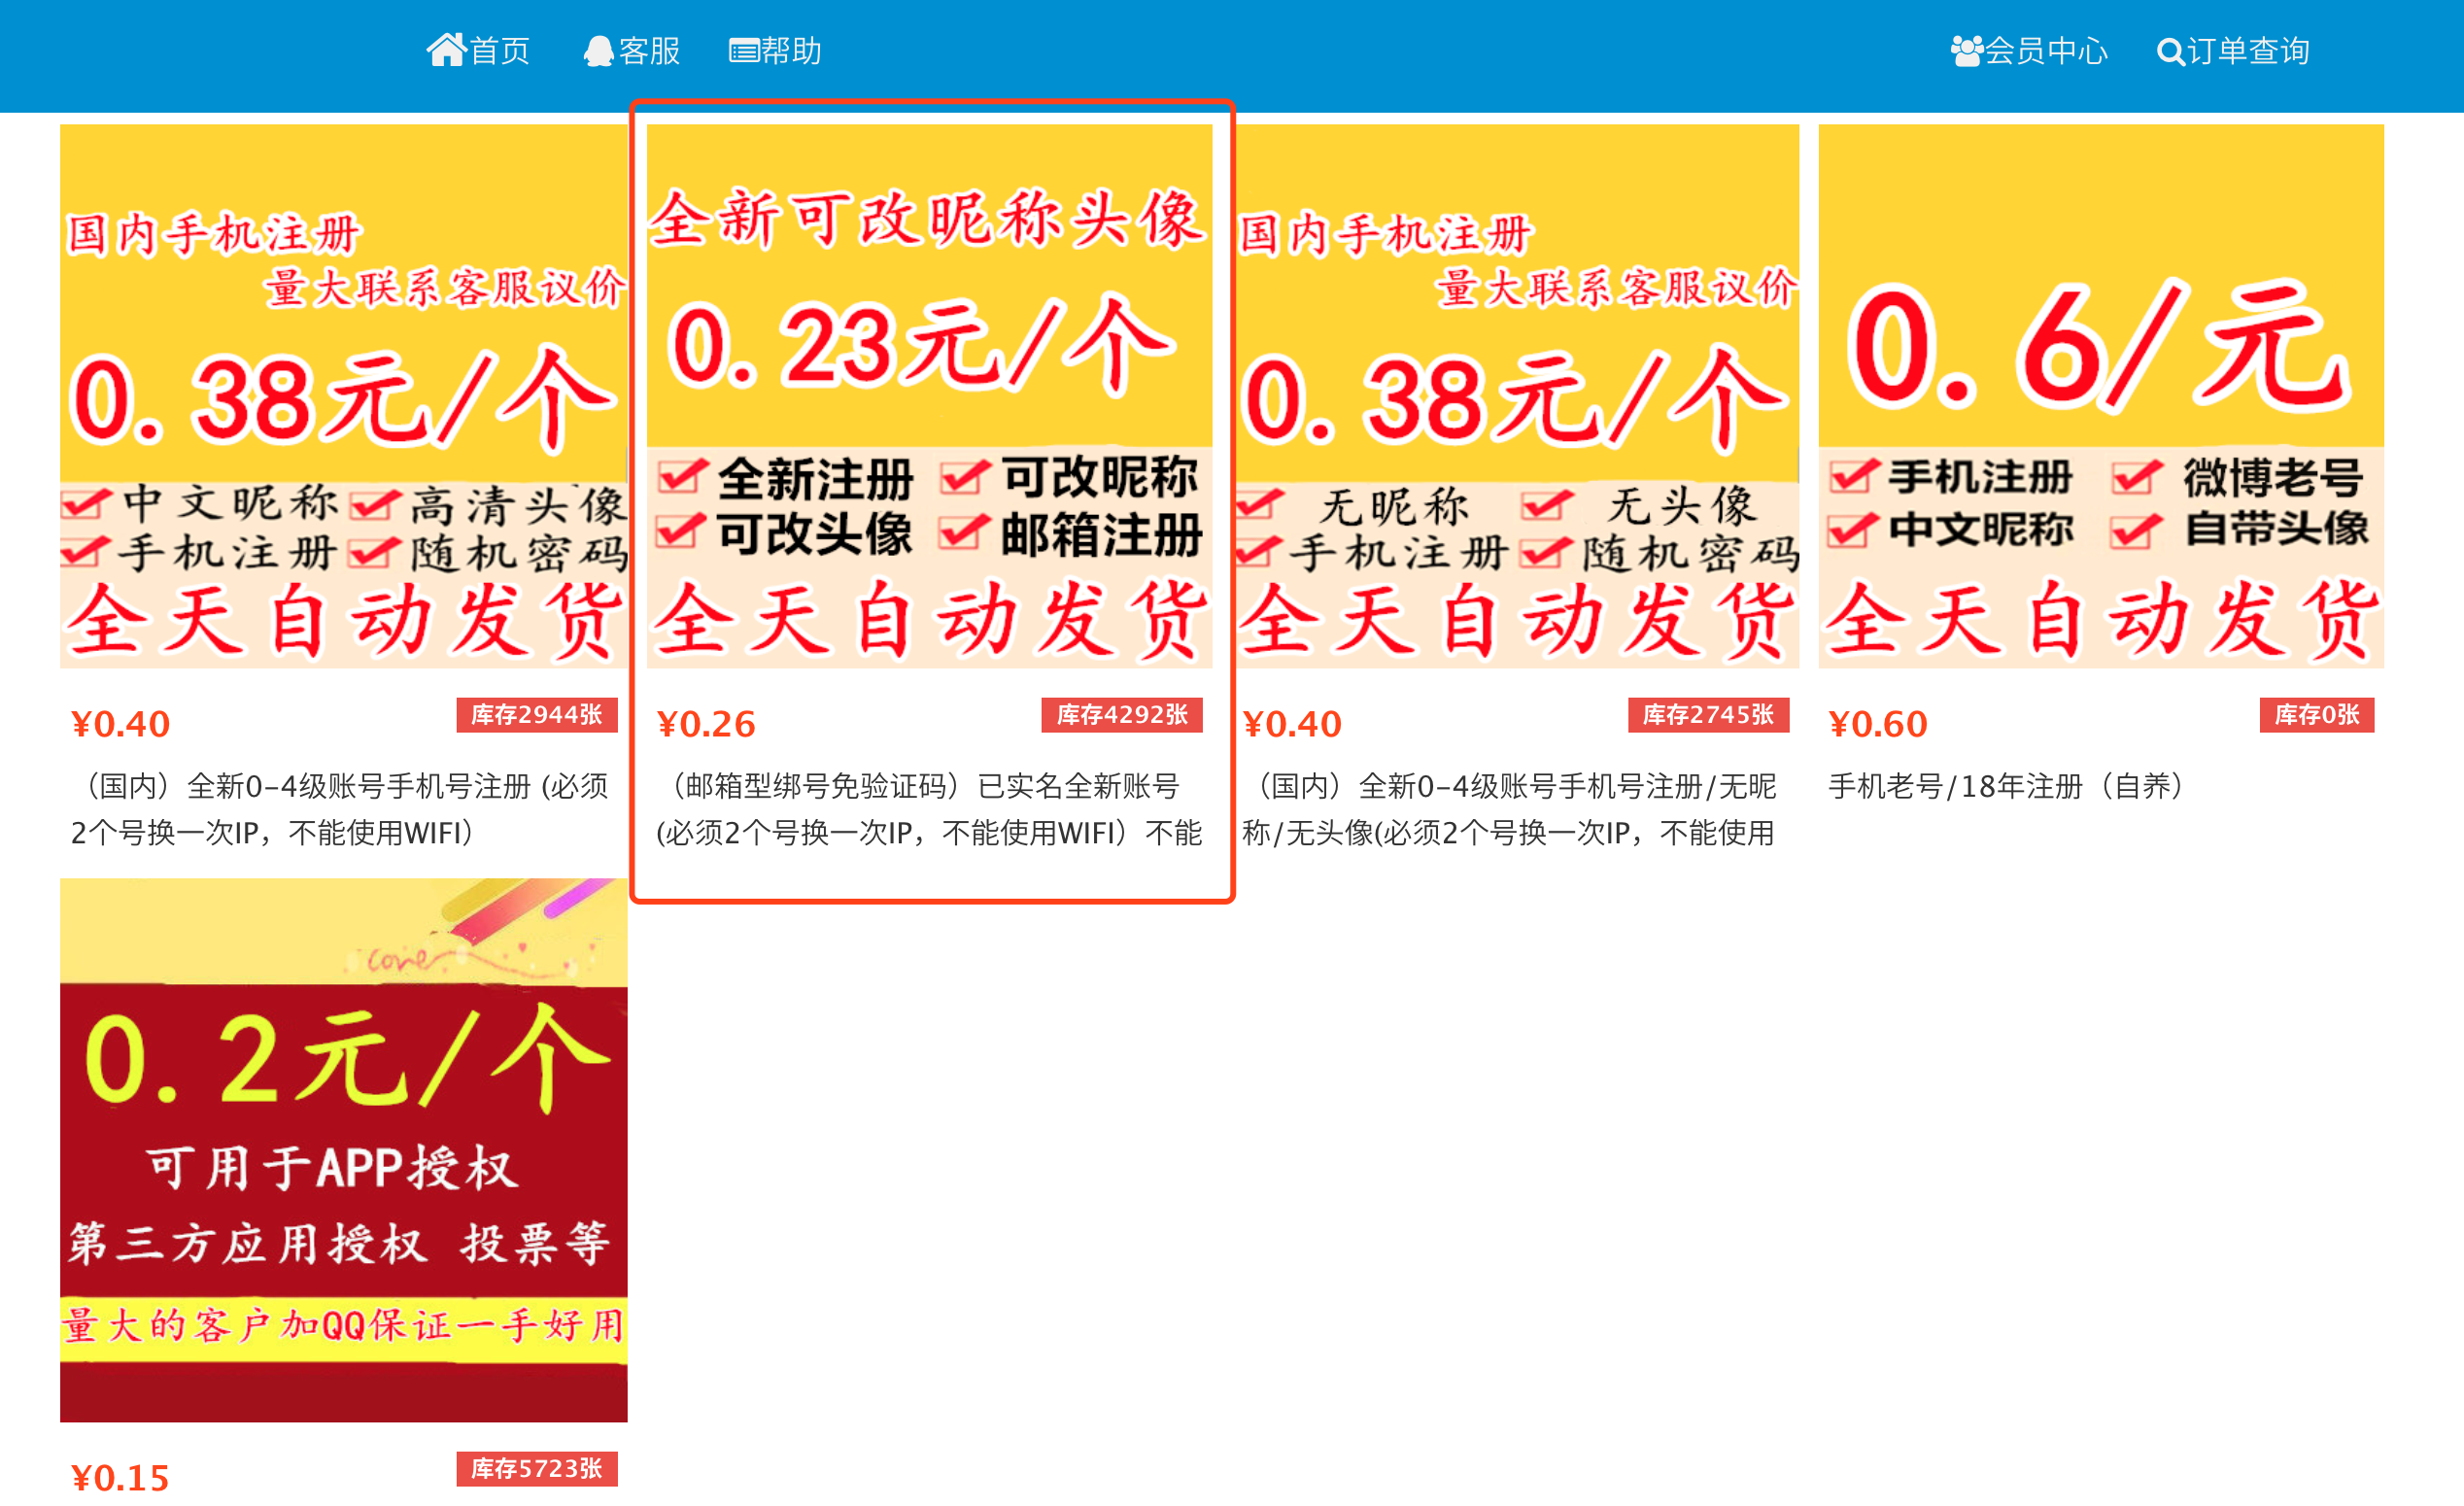 首页 客服 帮助 会员中心 订单查询
国内手机注册
量大联系客服议价
0.38元/个
中文昵称 高清头像
手机注册 随机密码
全天自动发货
¥0.40 库存2944张
（国内）全新0-4级账号手机号注册 (必须
2个号换一次IP，不能使用WIFI）
全新可改昵称头像
0.23元/个
全新注册 可改昵称
可改头像 邮箱注册
全天自动发货
¥0.26 库存4292张
（邮箱型绑号免验证码）已实名全新账号
(必须2个号换一次IP，不能使用WIFI）不能
国内手机注册
量大联系客服议价
0.38元/个
无昵称 无头像
手机注册 随机密码
全天自动发货
¥0.40 库存2745张
（国内）全新0-4级账号手机号注册/无昵
称/无头像(必须2个号换一次IP，不能使用
0.6/元
手机注册 微博老号
中文昵称 自带头像
全天自动发货
¥0.60 库存0张
手机老号/18年注册（自养）
0.2元/个
可用于APP授权
第三方应用授权 投票等
量大的客户加QQ保证一手好用
¥0.15 库存5723张